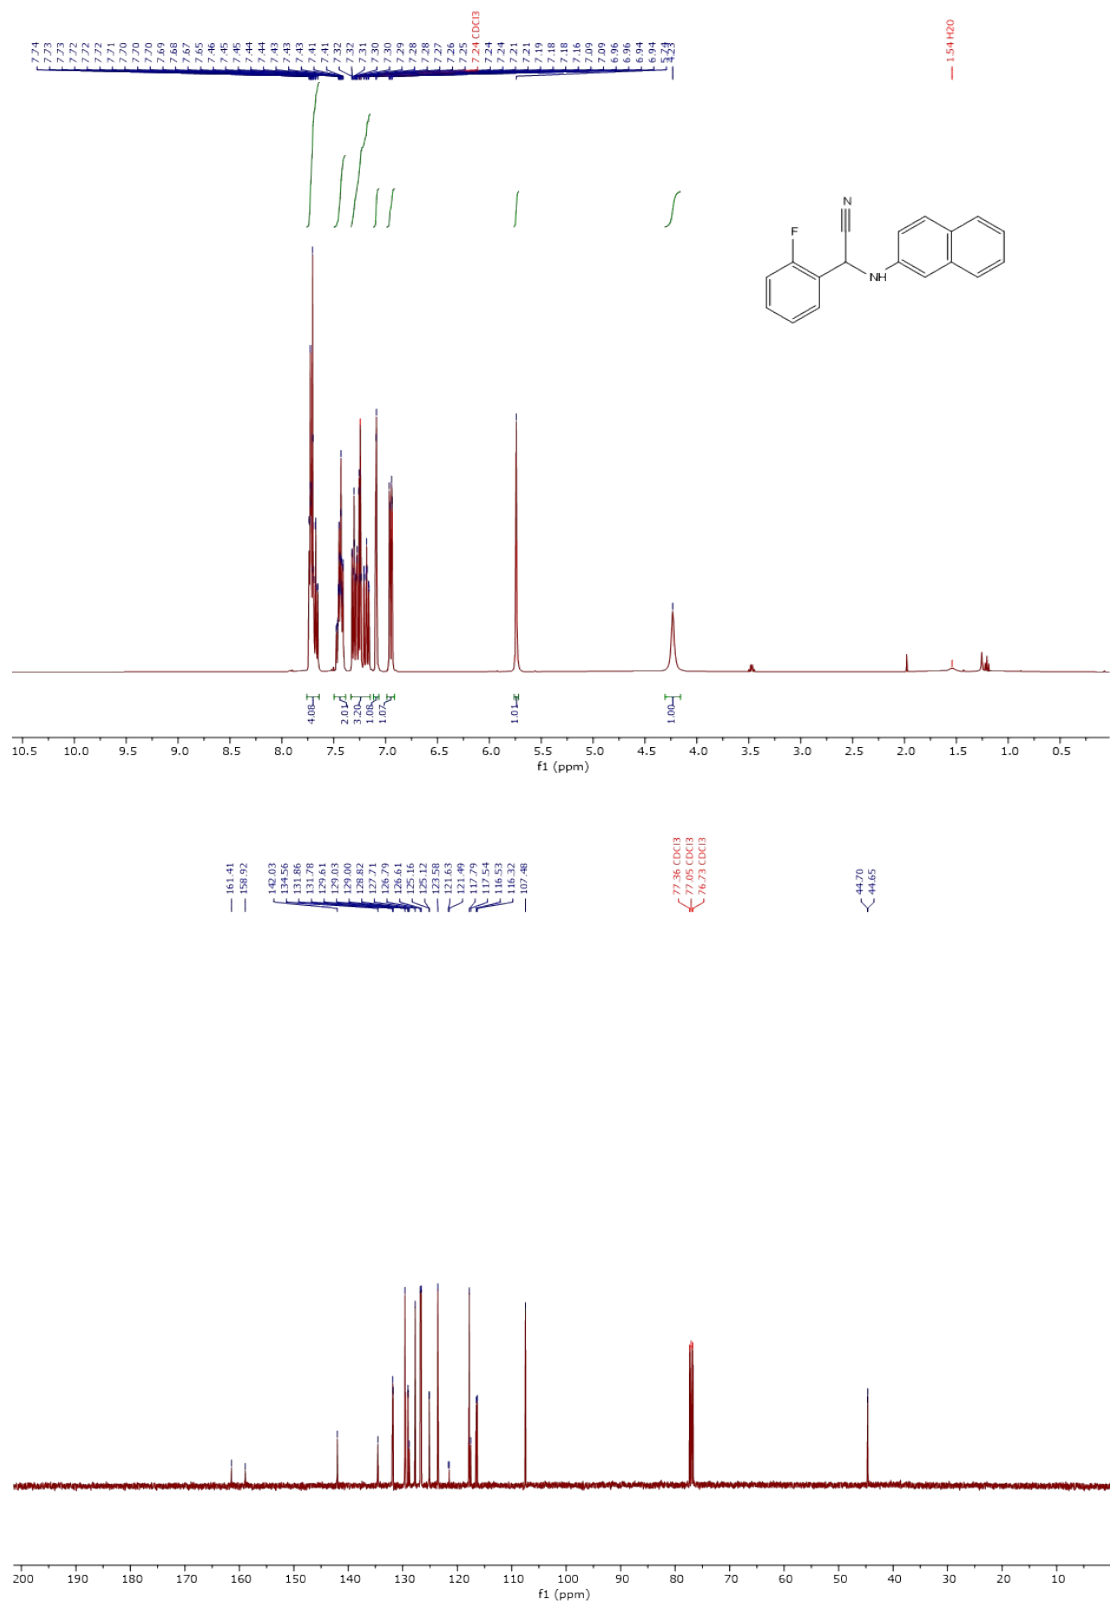 7.74 7.73 7.73 7.72 7.72 7.72 7.71 7.70 7.70 7.70 7.69 7.68 7.67 7.65 7.46 7.45 7.45 7.44 7.44 7.43 7.43 7.43 7.41 7.41 7.32 7.32 7.31 7.30 7.30 7.29 7.28 7.28 7.27 7.26 7.25 7.24 CDCl3 7.24 7.24 7.21 7.21 7.19 7.18 7.18 7.16 7.09 7.09 6.96 6.96 6.94 6.94 5.74 4.23 1.54 H2O
N
F
NH
4.08 2.01 3.20 1.08 1.07 1.01 1.00
10.5 10.0 9.5 9.0 8.5 8.0 7.5 7.0 6.5 6.0 5.5 5.0 4.5 4.0 3.5 3.0 2.5 2.0 1.5 1.0 0.5
f1 (ppm)
161.41 158.92 142.03 134.56 131.86 131.78 129.61 129.03 129.00 128.82 127.71 126.79 126.61 125.16 125.12 123.58 121.63 121.49 117.79 117.54 116.53 116.32 107.48 77.36 CDCl3 77.05 CDCl3 76.73 CDCl3 44.70 44.65
200 190 180 170 160 150 140 130 120 110 100 90 80 70 60 50 40 30 20 10
f1 (ppm)